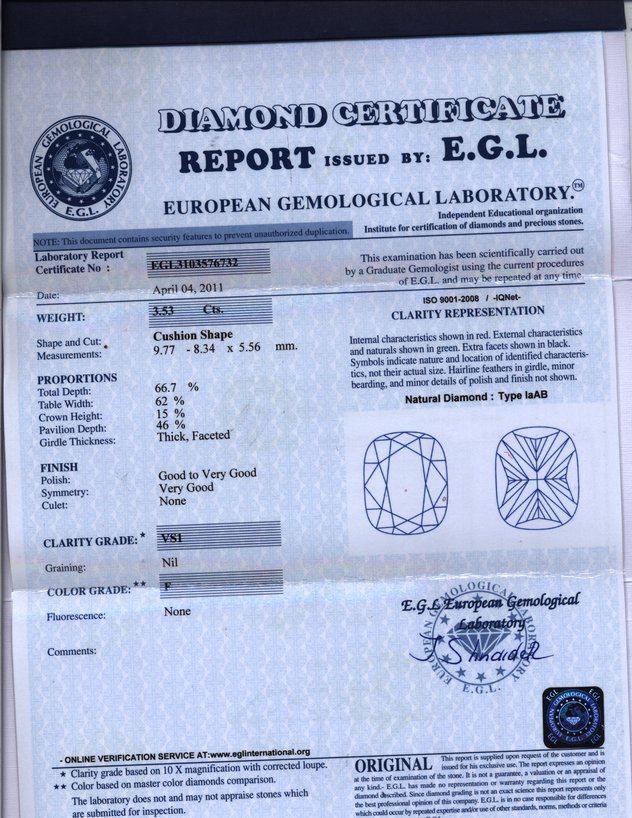 DIAMOND CERTIFICATE
REPORT ISSUED BY: E.G.L.
EUROPEAN GEMOLOGICAL LABORATORY.™
EUROPEAN GEMOLOGICAL LABORATORY
E.G.L.
Independent Educational organization
Institute for certification of diamonds and precious stones.
NOTE: This document contains security features to prevent unauthorized duplication.
Laboratory Report
Certificate No :
EGL3103576732
Date:
April 04, 2011
WEIGHT:
3.53 Cts.
Shape and Cut:
Cushion Shape
Measurements:
9.77 - 8.34 x 5.56 mm.
PROPORTIONS
Total Depth:
66.7 %
Table Width:
62 %
Crown Height:
15 %
Pavilion Depth:
46 %
Girdle Thickness:
Thick, Faceted
FINISH
Polish:
Good to Very Good
Symmetry:
Very Good
Culet:
None
CLARITY GRADE: *
VS1
Graining:
Nil
COLOR GRADE: **
F
Fluorescence:
None
Comments:
This examination has been scientifically carried out
by a Graduate Gemologist using the current procedures
of E.G.L. and may be repeated at any time.
ISO 9001-2008 / -IQNet-
CLARITY REPRESENTATION
Internal characteristics shown in red. External characteristics
and naturals shown in green. Extra facets shown in black.
Symbols indicate nature and location of identified characteris-
tics, not their actual size. Hairline feathers in girdle, minor
bearding, and minor details of polish and finish not shown.
Natural Diamond : Type IaAB
E.G.L European Gemological
Laboratory
EUROPEAN GEMOLOGICAL LABORATORY
E.G.L.
- ONLINE VERIFICATION SERVICE AT:www.eglinternational.org
★ Clarity grade based on 10 X magnification with corrected loupe.
★★ Color based on master color diamonds comparison.
The laboratory does not and may not appraise stones which
are submitted for inspection.
ORIGINAL
This report is supplied upon request of the customer and is
issued for his exclusive use. The report expresses an opinion
at the time of examination of the stone. It is not a guarantee, a valuation or an appraisal of
any kind.- E.G.L. has made no representation or warranty regarding this report or the
diamond described. Since diamond grading is not an exact science this report represents only
the best professional opinion of this company. E.G.L. is in no case responsible for differences
which could occur by repeated expertise and/or use of other standards, norms, methods or criteria
EGL
EGL
EUROPEAN GEMOLOGICAL LABORATORY
EGL
EGL